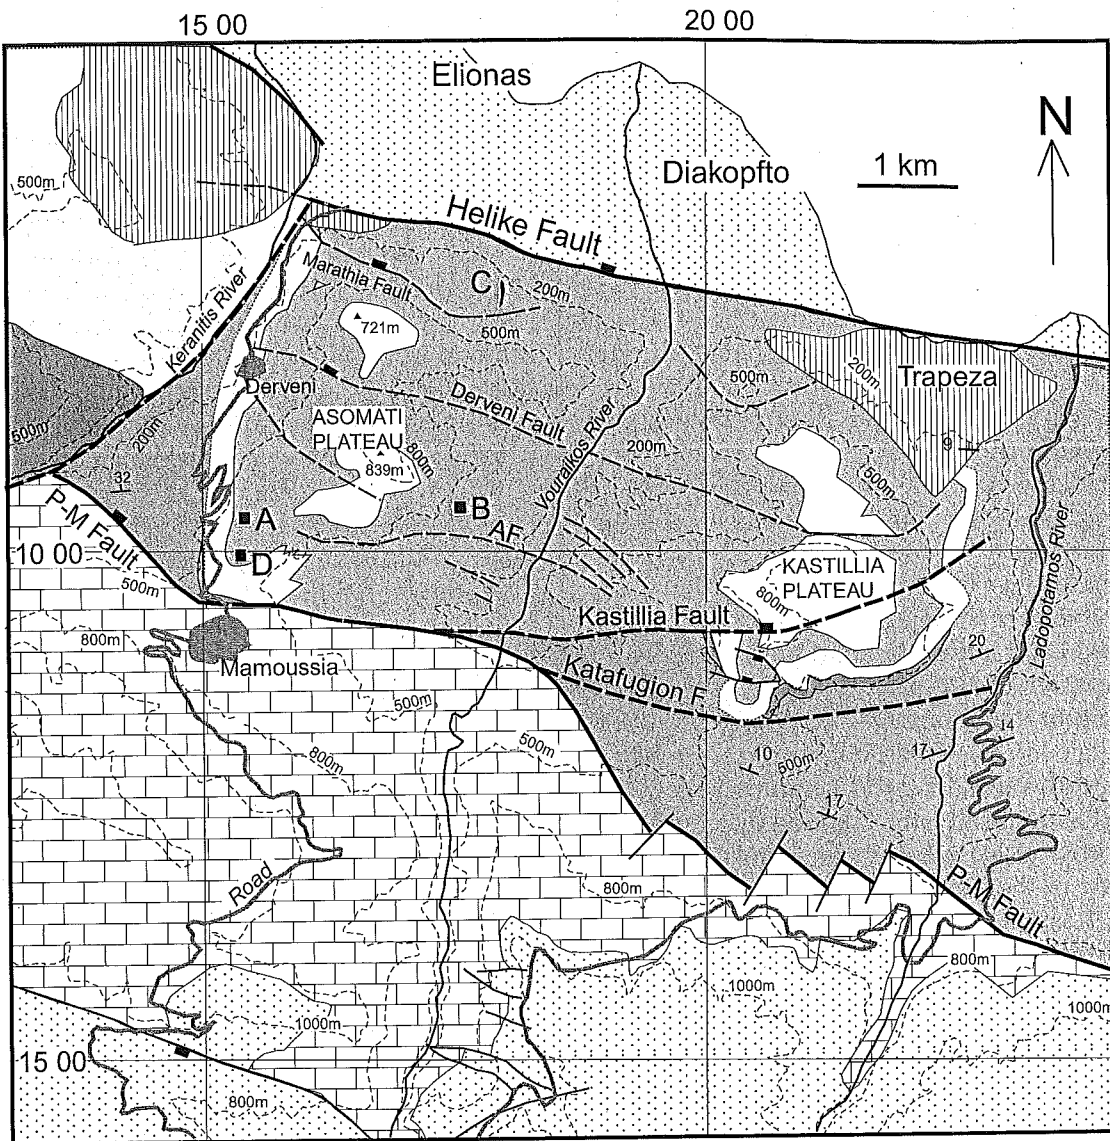 15 00
20 00
Elionas
N
Diakopfto
1 km
500m
Helike Fault
Marathia Fault
C
200m
500m
721m
Keranitis River
Derveni
Trapeza
200m
500m
Derveni Fault
ASOMATI
PLATEAU
800m
839m
200m
Vouraikos River
500m
9
500m
200m
32
P-M Fault
A
B
AF
D
10 00
KASTILLIA
PLATEAU
800m
Ladopotamos River
500m
Kastillia Fault
20
800m
Mamoussia
Katafugion F
500m
14
17
500m
10
500m
800m
17
Road
800m
P-M Fault
800m
1000m
1000m
1000m
15 00
800m